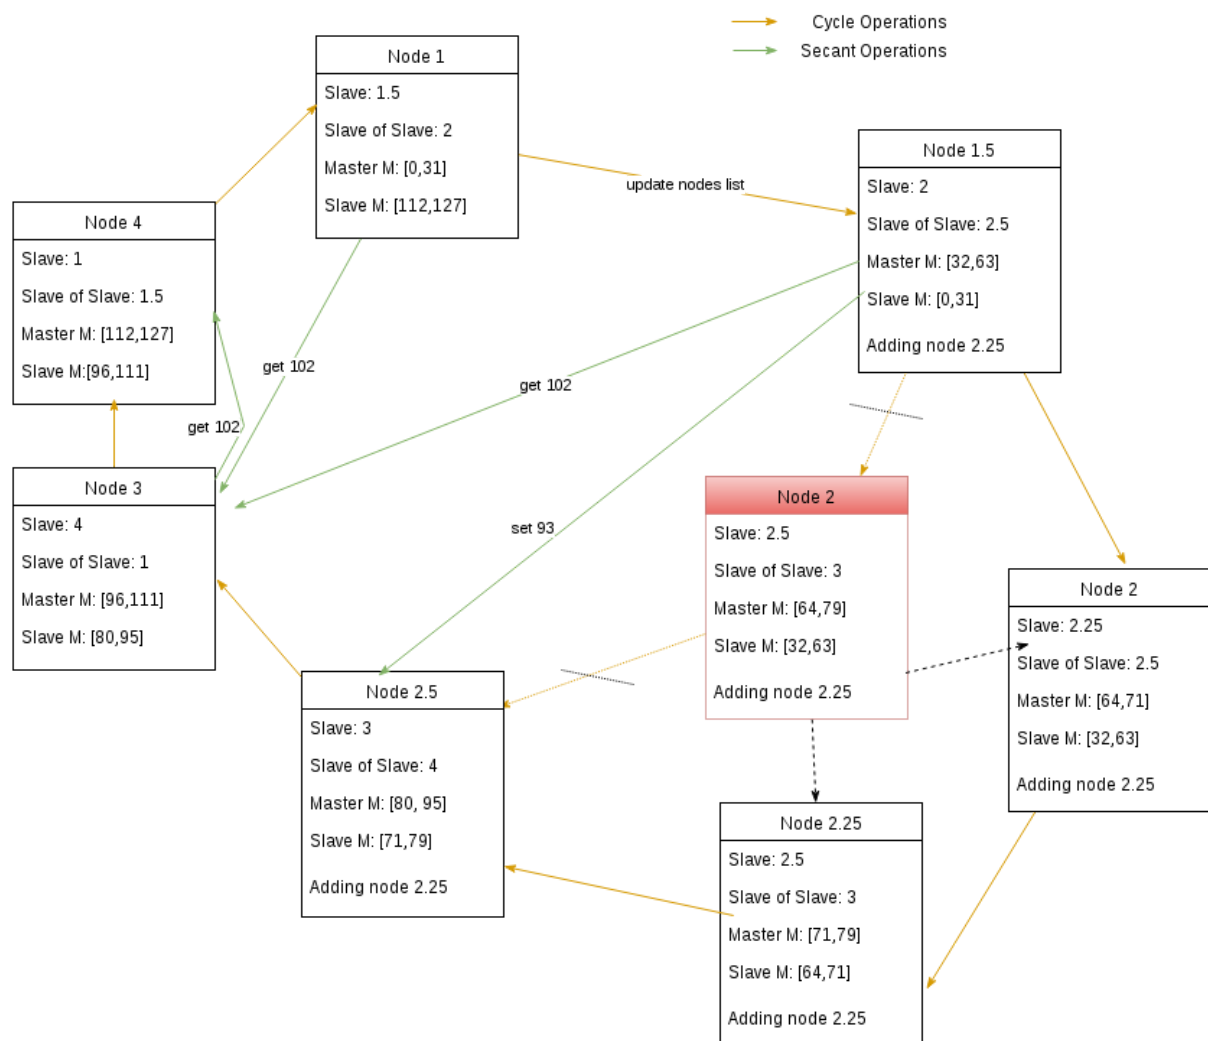 Cycle Operations
Secant Operations
Node 1
Slave: 1.5
Slave of Slave: 2
Master M: [0,31]
Slave M: [112,127]
update nodes list
Node 1.5
Slave: 2
Slave of Slave: 2.5
Master M: [32,63]
Slave M: [0,31]
Adding node 2.25
Node 4
Slave: 1
Slave of Slave: 1.5
Master M: [112,127]
Slave M:[96,111]
get 102
get 102
get 102
Node 3
Slave: 4
Slave of Slave: 1
Master M: [96,111]
Slave M: [80,95]
set 93
Node 2
Slave: 2.5
Slave of Slave: 3
Master M: [64,79]
Slave M: [32,63]
Adding node 2.25
Node 2
Slave: 2.25
Slave of Slave: 2.5
Master M: [64,71]
Slave M: [32,63]
Adding node 2.25
Node 2.5
Slave: 3
Slave of Slave: 4
Master M: [80, 95]
Slave M: [71,79]
Adding node 2.25
Node 2.25
Slave: 2.5
Slave of Slave: 3
Master M: [71,79]
Slave M: [64,71]
Adding node 2.25